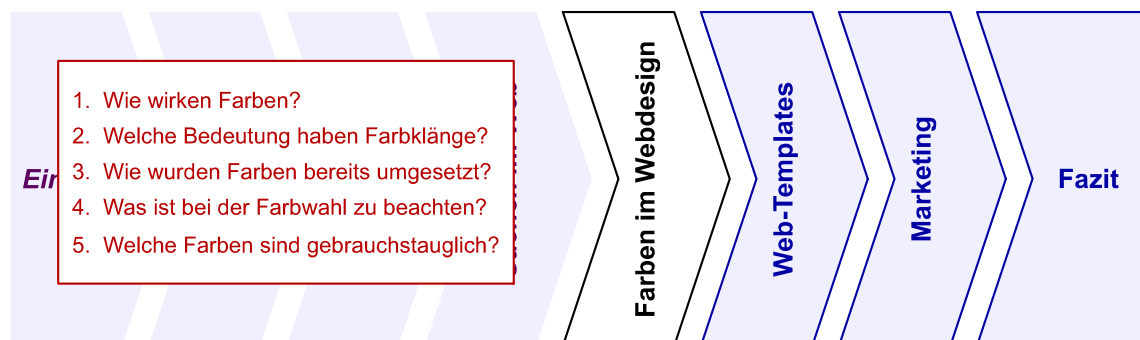 1. Wie wirken Farben?
2. Welche Bedeutung haben Farbklänge?
3. Wie wurden Farben bereits umgesetzt?
4. Was ist bei der Farbwahl zu beachten?
5. Welche Farben sind gebrauchstauglich?
Farben im Webdesign
Web-Templates
Marketing
Fazit